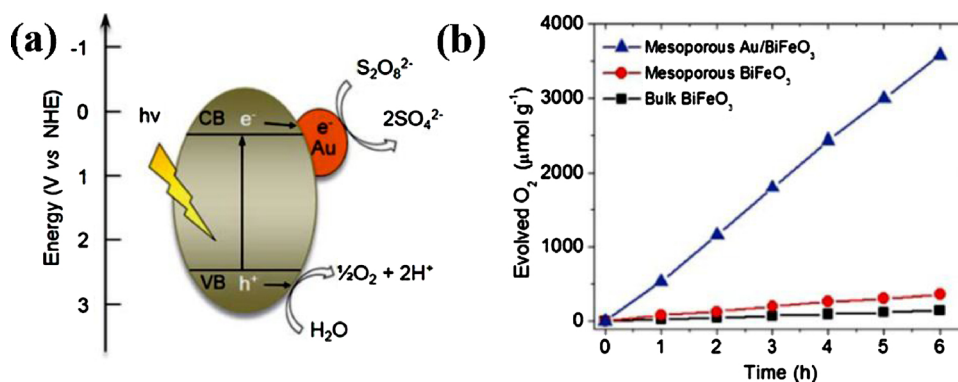 (a)
Energy (V vs NHE)
-1
0
1
2
3
hν
CB e⁻
e⁻
Au
S₂O₈²⁻
2SO₄²⁻
VB h⁺
½O₂ + 2H⁺
H₂O
(b)
Evolved O₂ (μmol g⁻¹)
4000
3000
2000
1000
0
Mesoporous Au/BiFeO₃
Mesoporous BiFeO₃
Bulk BiFeO₃
0 1 2 3 4 5 6
Time (h)